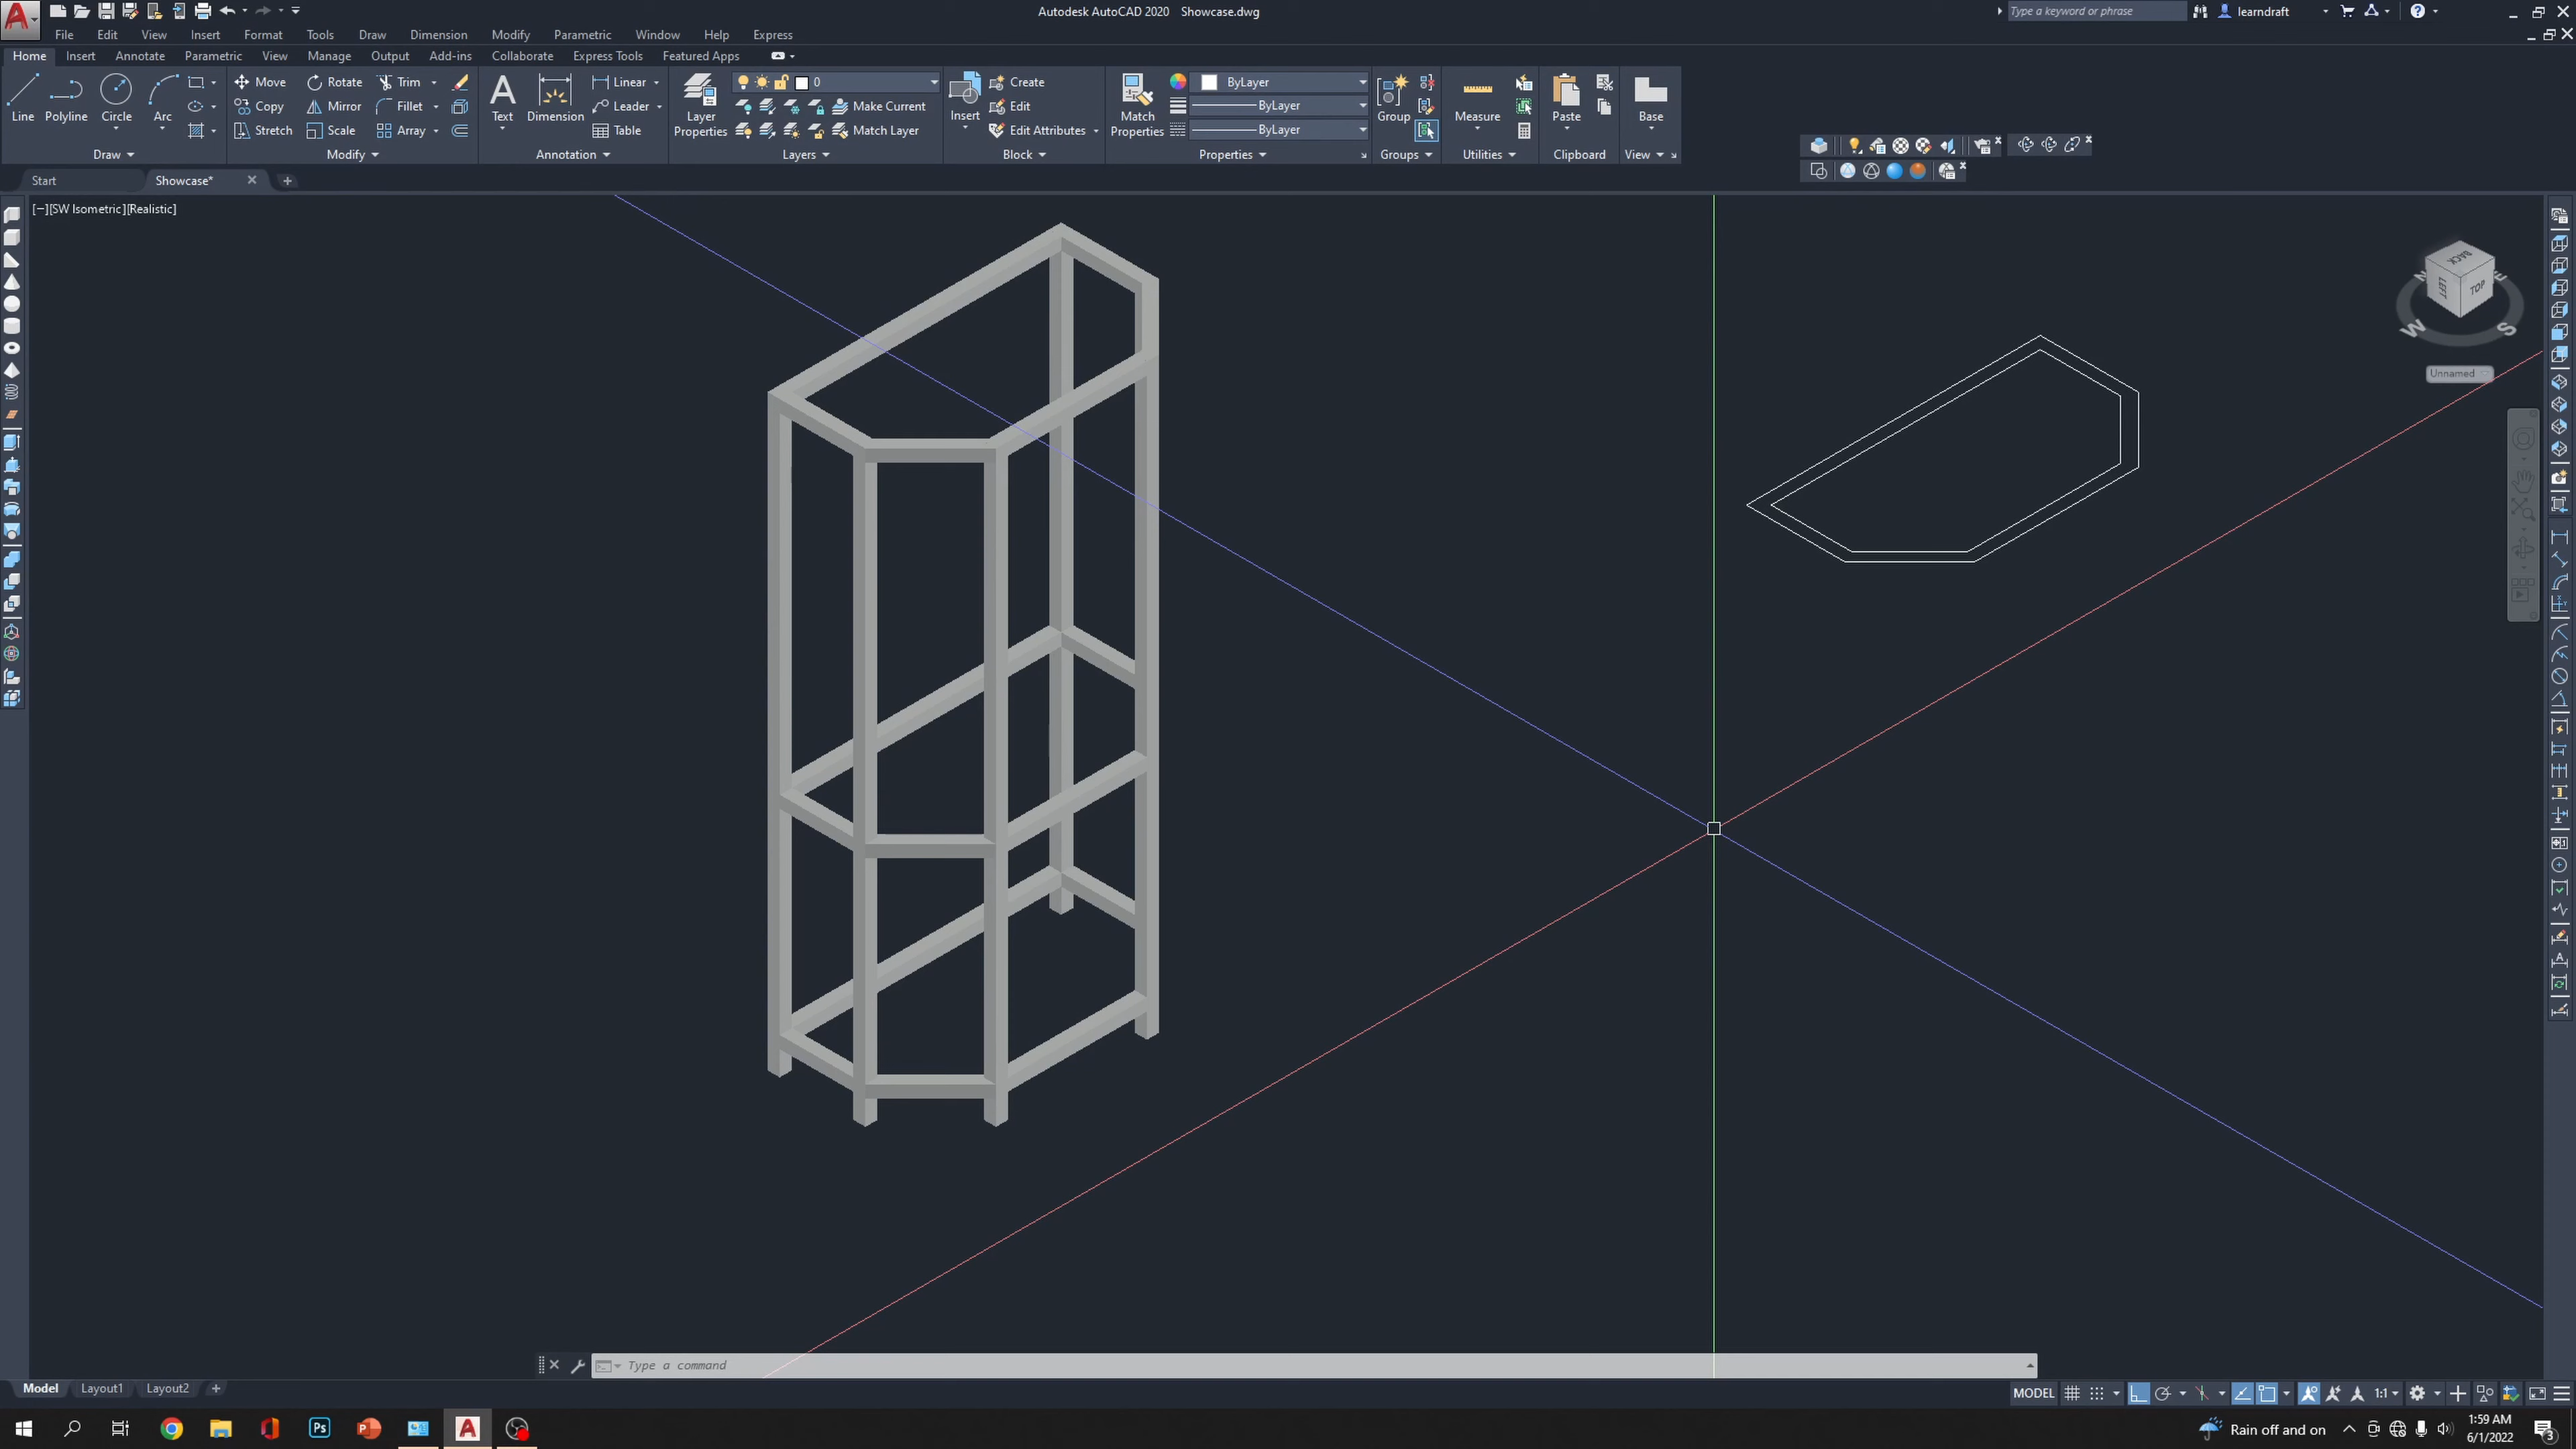 Autodesk AutoCAD 2020 Showcase.dwg
Type a keyword or phrase
learndraft
File Edit View Insert Format Tools Draw Dimension Modify Parametric Window Help Express
Home Insert Annotate Parametric View Manage Output Add-ins Collaborate Express Tools Featured Apps
Line Polyline Circle Arc
Move Rotate Trim
Copy Mirror Fillet
Stretch Scale Array
Text Dimension
Linear
Leader
Table
Layer Properties
0
Make Current
Match Layer
Insert
Create
Edit
Edit Attributes
Match Properties
ByLayer
ByLayer
ByLayer
Group
Measure
Paste
Base
Draw Modify Annotation Layers Block Properties Groups Utilities Clipboard View
Start Showcase*
[−][SW Isometric][Realistic]
BACK
LEFT
TOP
N E
W S
Unnamed
Type a command
Model Layout1 Layout2
MODEL 1:1
Rain off and on
1:59 AM
6/1/2022
3